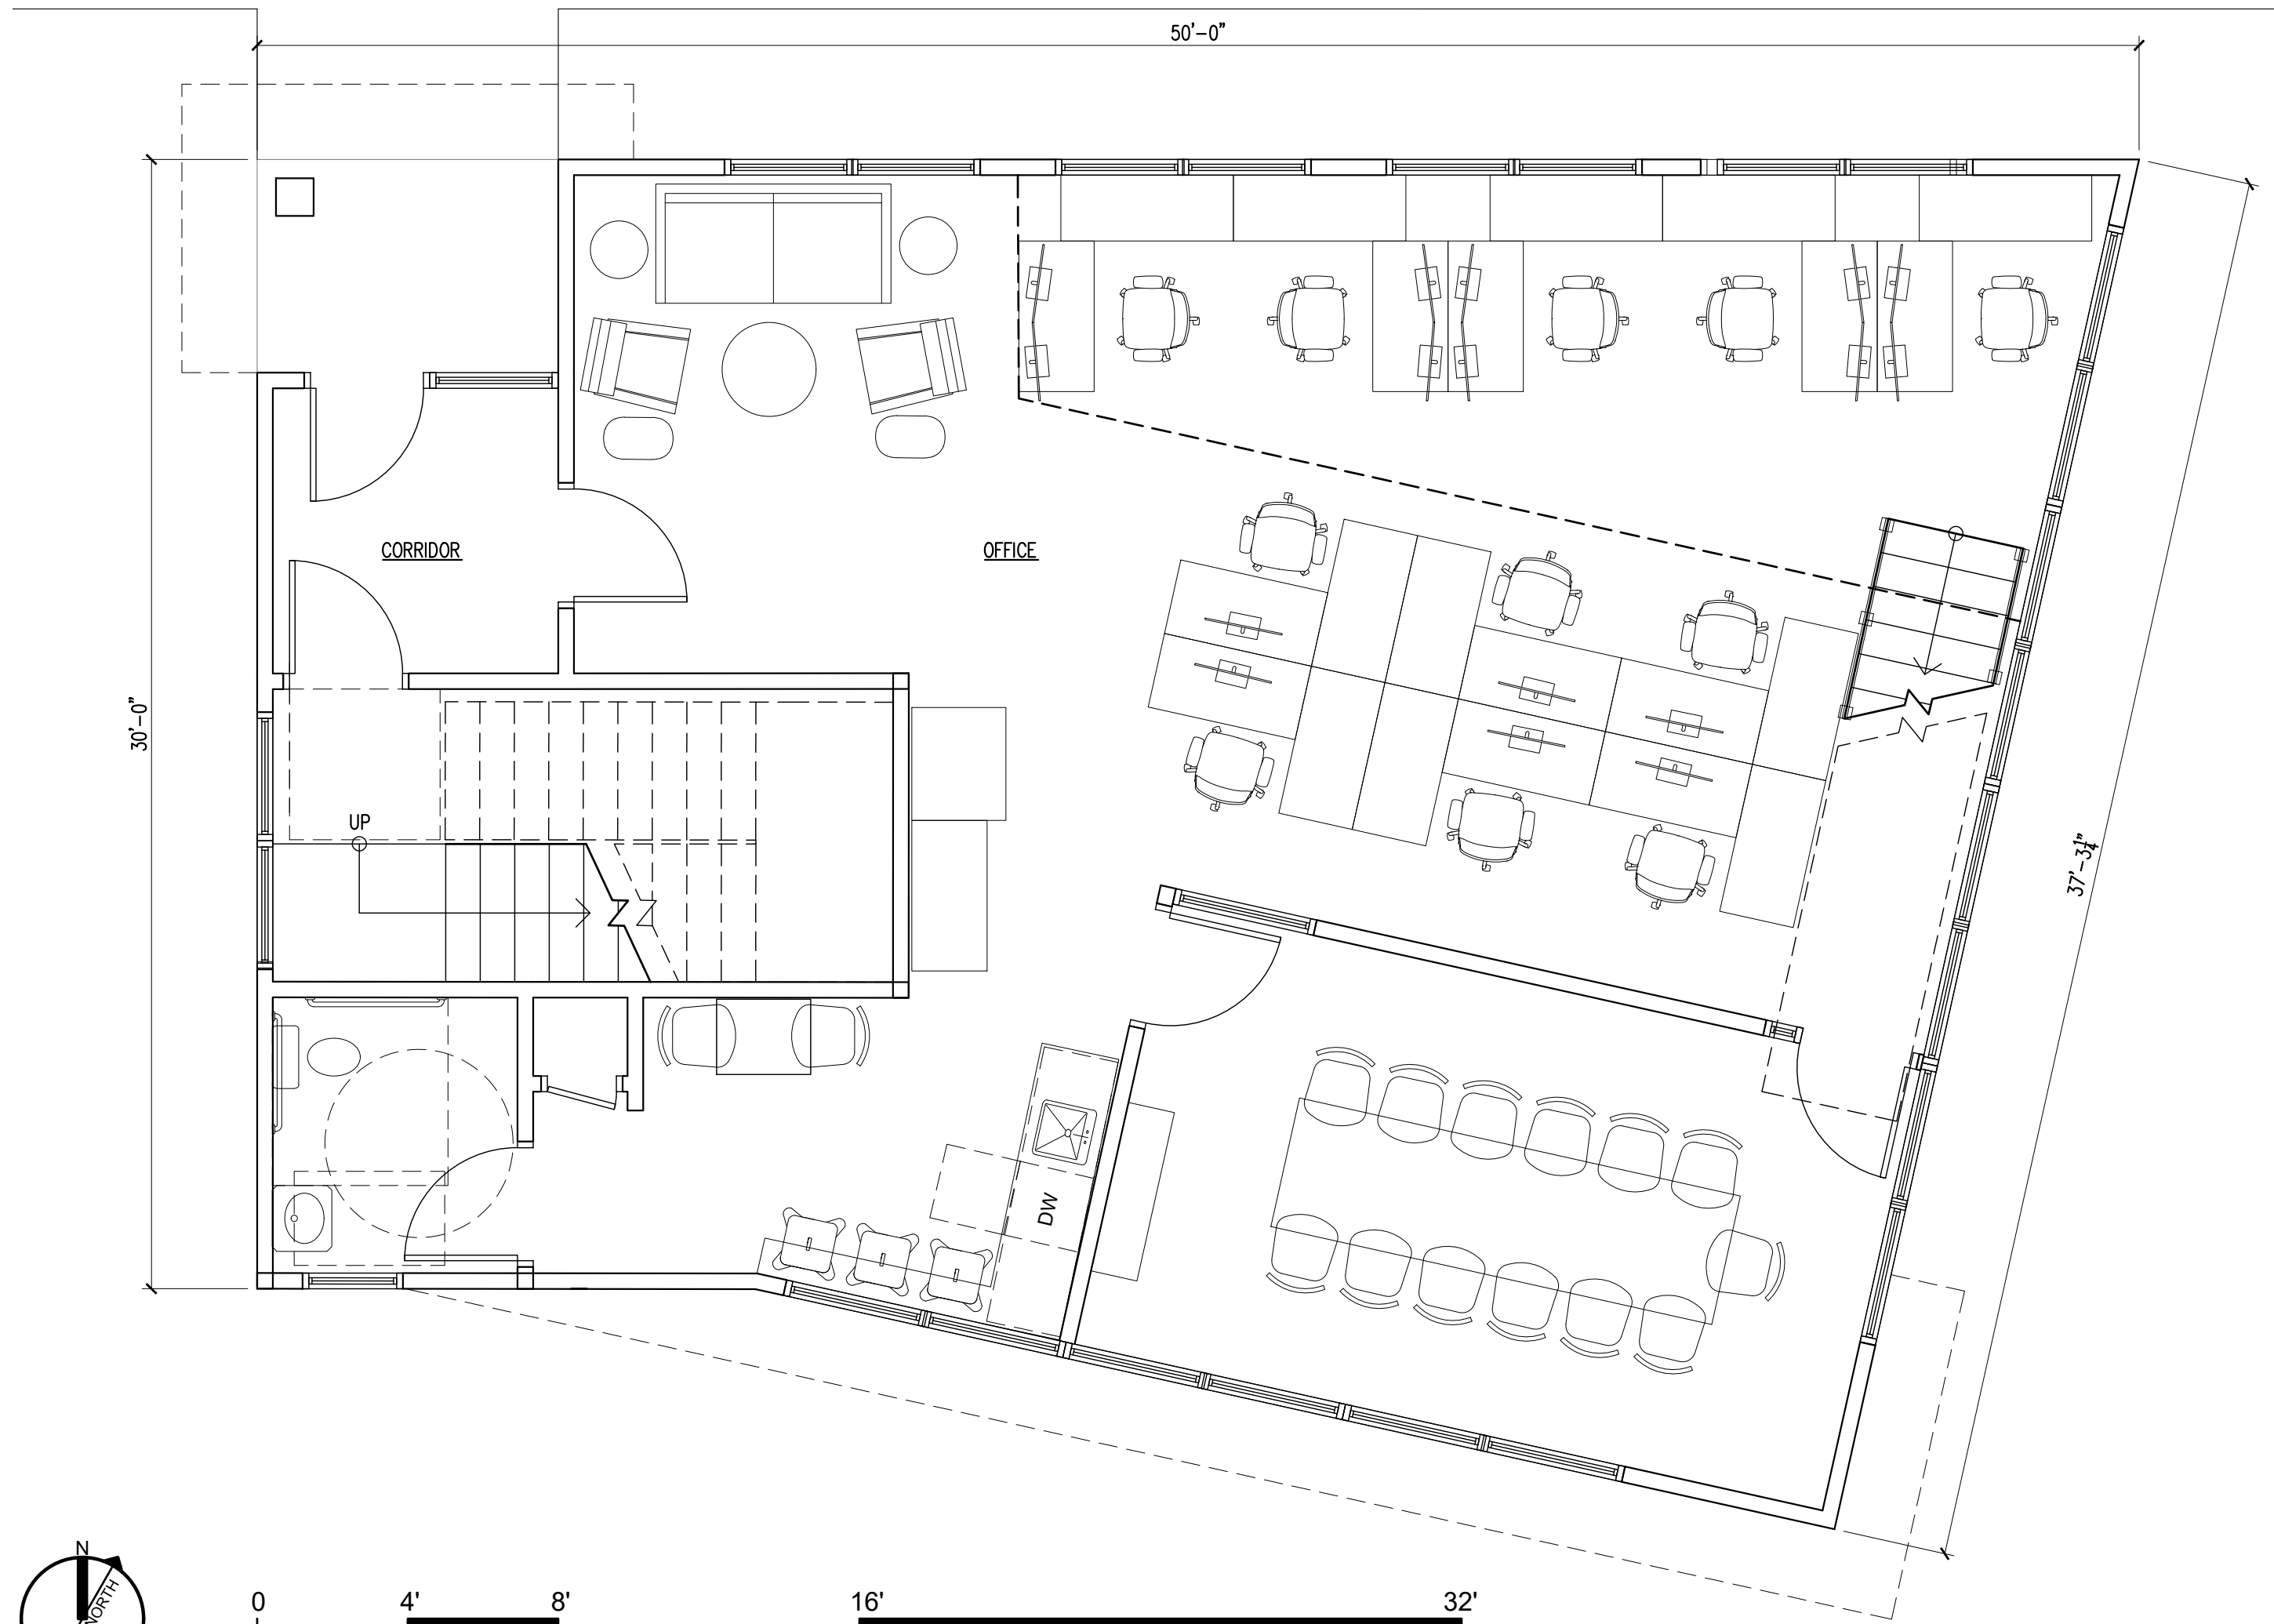 50'-0"
CORRIDOR
OFFICE
30'-0"
UP
37'-3¼"
DW
N
NORTH
0 4' 8' 16' 32'